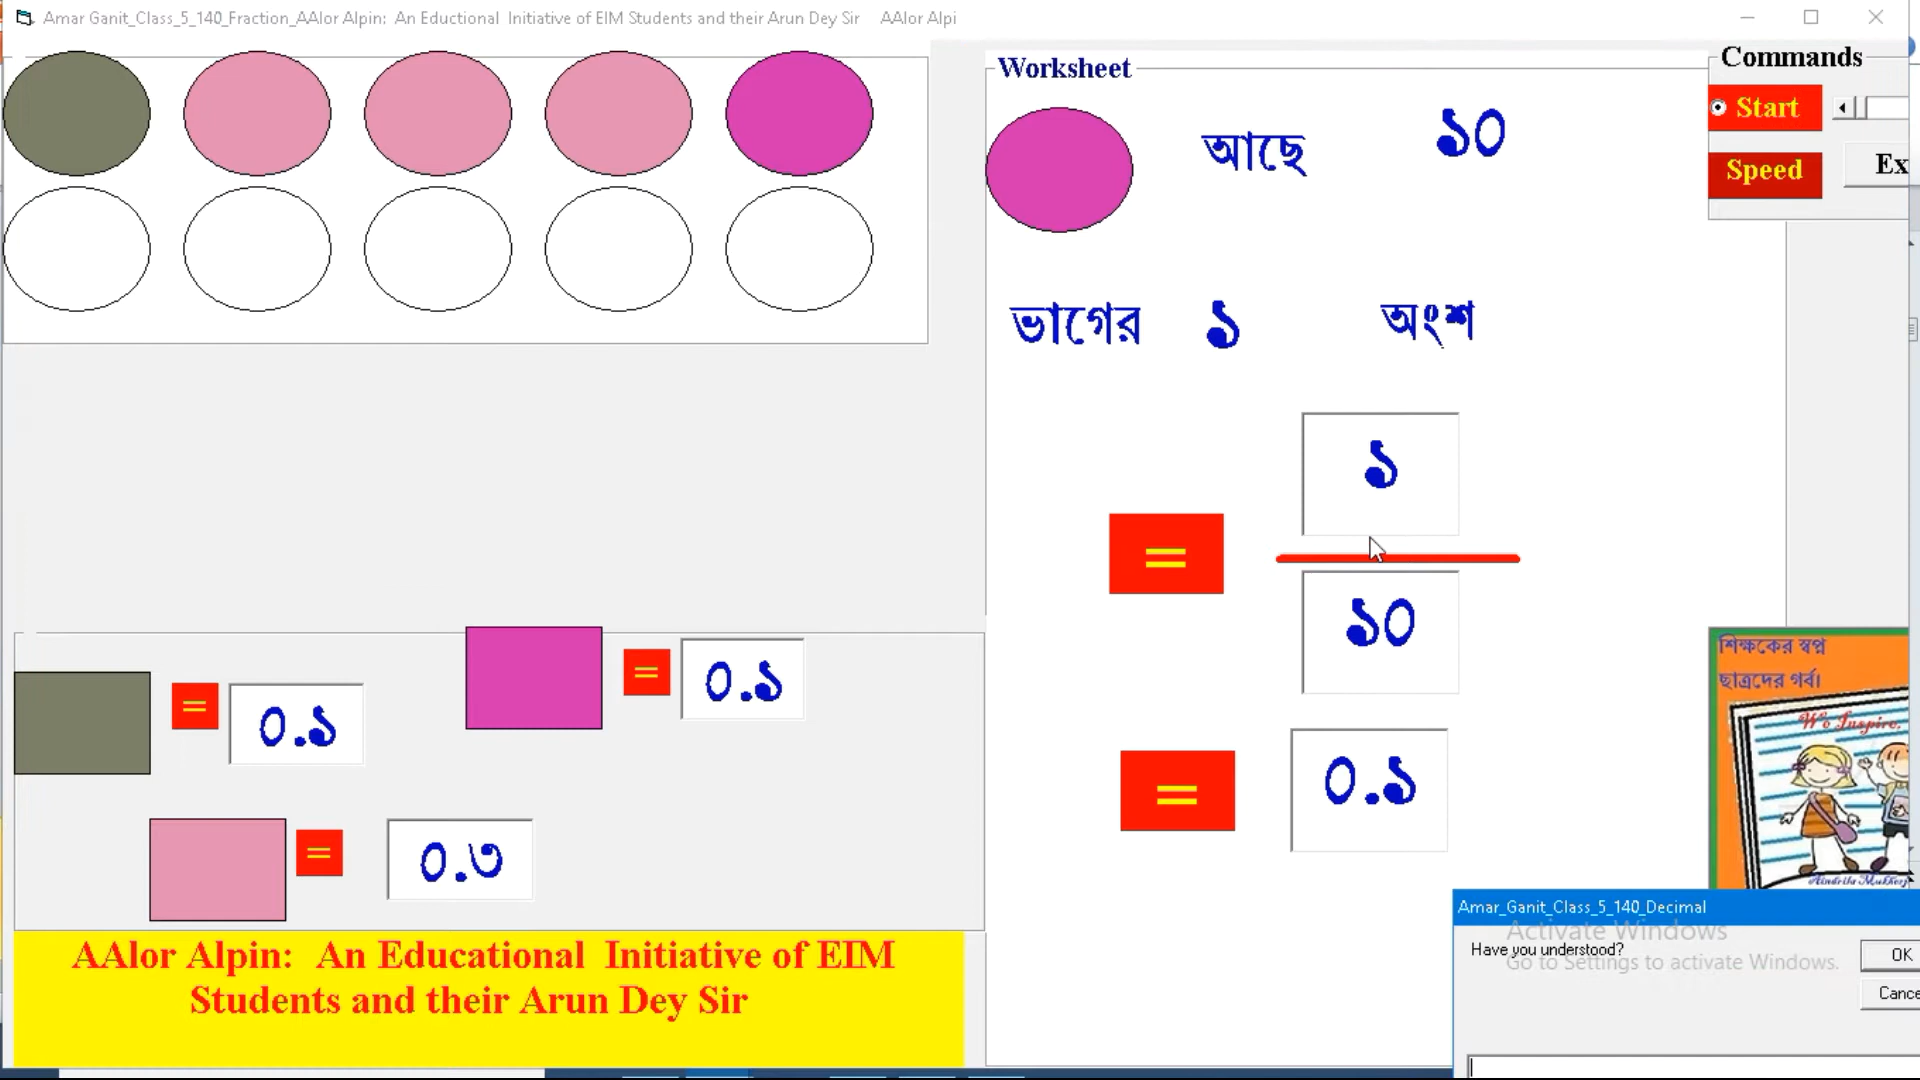 Amar Ganit_Class_5_140_Fraction_AAlor Alpin: An Eductional Initiative of EIM Students and their Arun Dey Sir AAlor Alpi
Worksheet
Commands
Start
Speed
Ex
আছে ১০
ভাগের ১ অংশ
১
=
১০
= ০.১
= ০.১
= ০.১
= ০.৩
শিক্ষকের স্বপ্ন
ছাত্রদের গর্ব।
We Inspire.
AAlor Alpin: An Educational Initiative of EIM
Students and their Arun Dey Sir
Amar_Ganit_Class_5_140_Decimal
Activate Windows
Have you understood?
Go to Settings to activate Windows.
OK
Cance